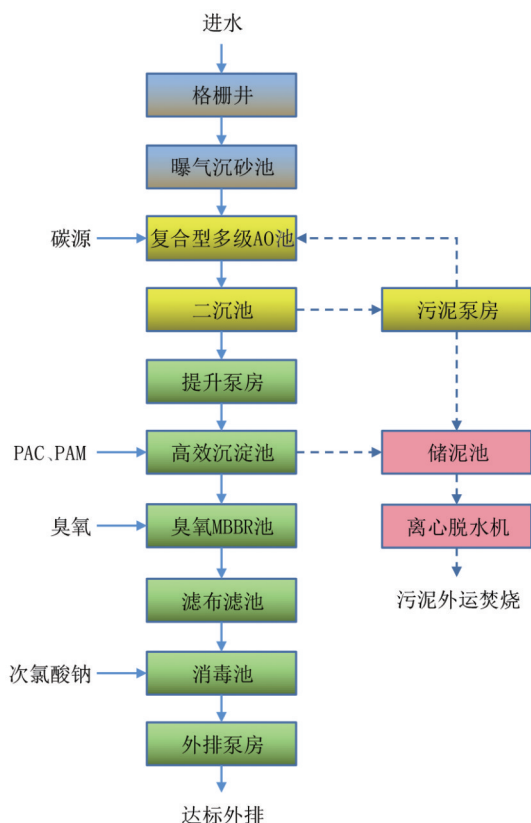 进水
格栅井
曝气沉砂池
碳源
复合型多级AO池
二沉池
污泥泵房
提升泵房
PAC、PAM
高效沉淀池
储泥池
臭氧
臭氧MBBR池
离心脱水机
滤布滤池
污泥外运焚烧
次氯酸钠
消毒池
外排泵房
达标外排